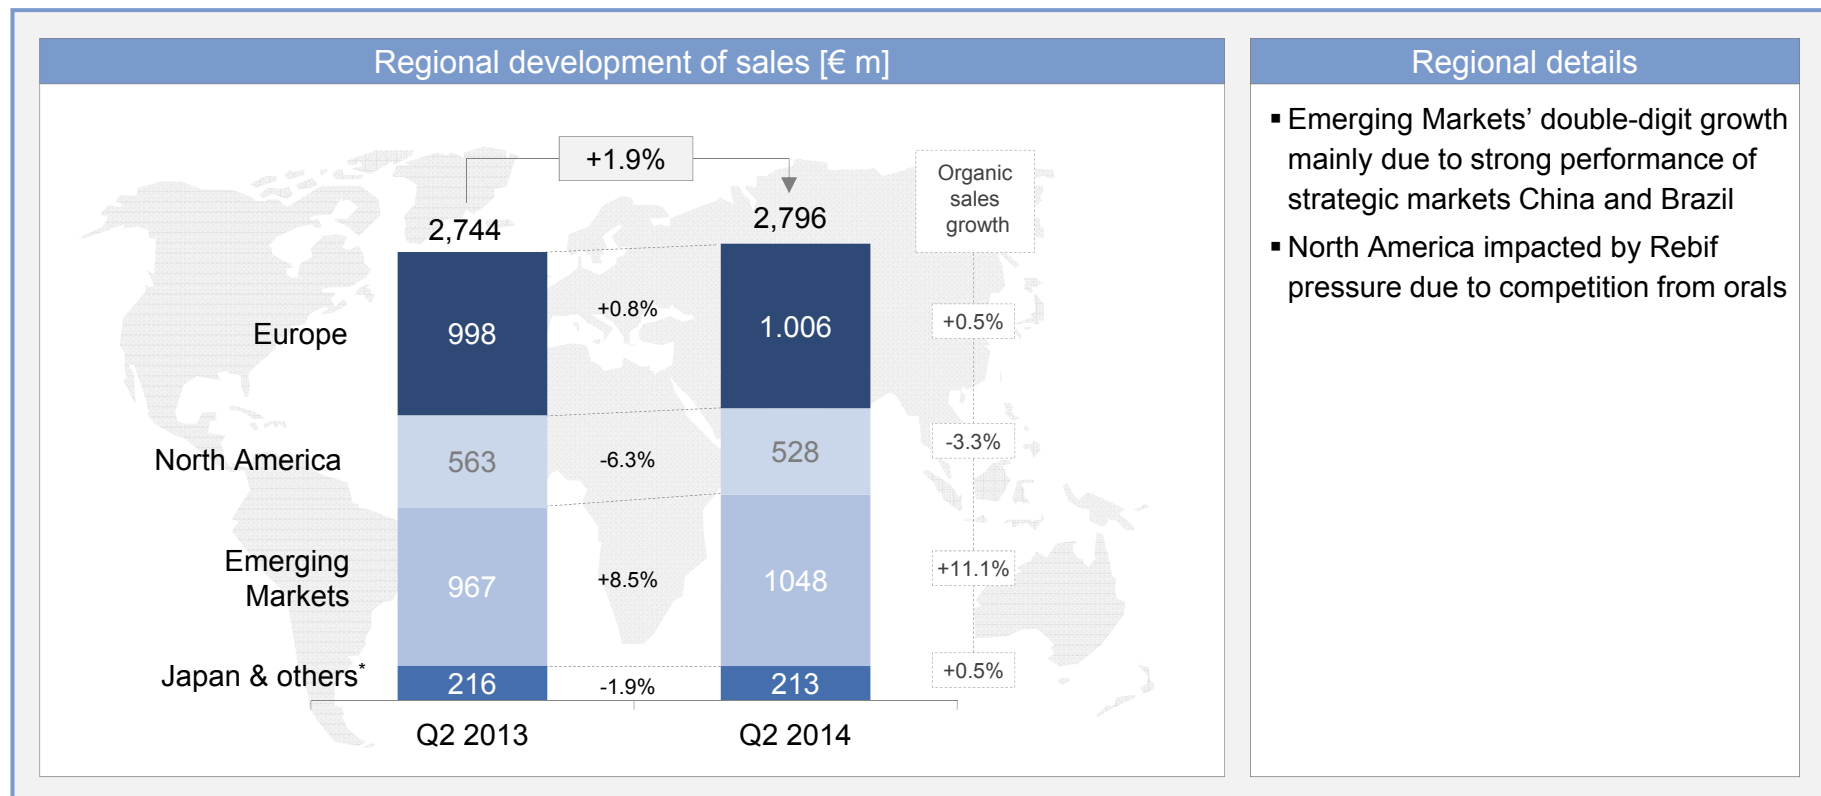 Regional development of sales [€ m]
+1.9%
2,744
2,796
Organic
sales
growth
Europe
998
+0.8%
1.006
+0.5%
North America
563
-6.3%
528
-3.3%
Emerging
Markets
967
+8.5%
1048
+11.1%
Japan & others*
216
-1.9%
213
+0.5%
Q2 2013
Q2 2014
Regional details
▪ Emerging Markets’ double-digit growth
mainly due to strong performance of
strategic markets China and Brazil
▪ North America impacted by Rebif
pressure due to competition from orals